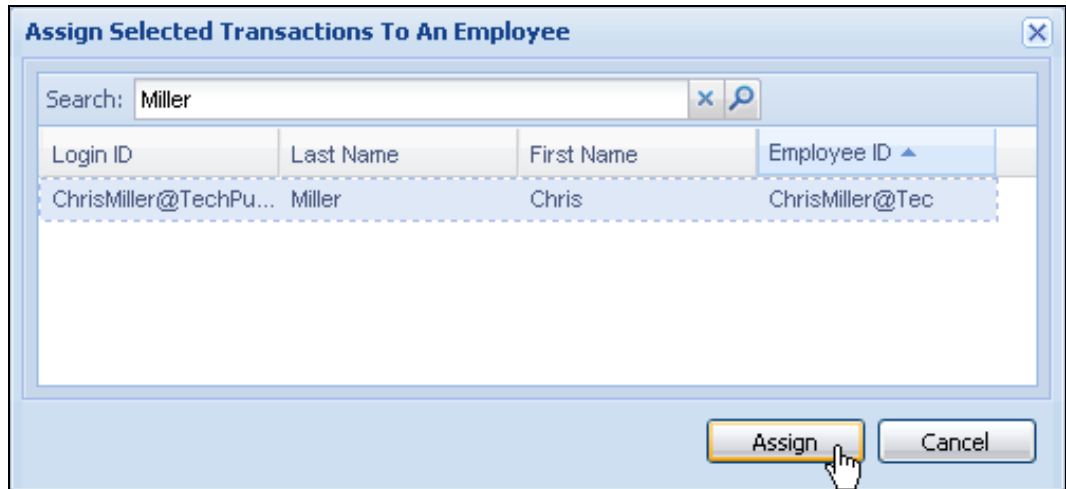 Assign Selected Transactions To An Employee
Search: Miller
Login ID Last Name First Name Employee ID
ChrisMiller@TechPu... Miller Chris ChrisMiller@Tec
Assign Cancel